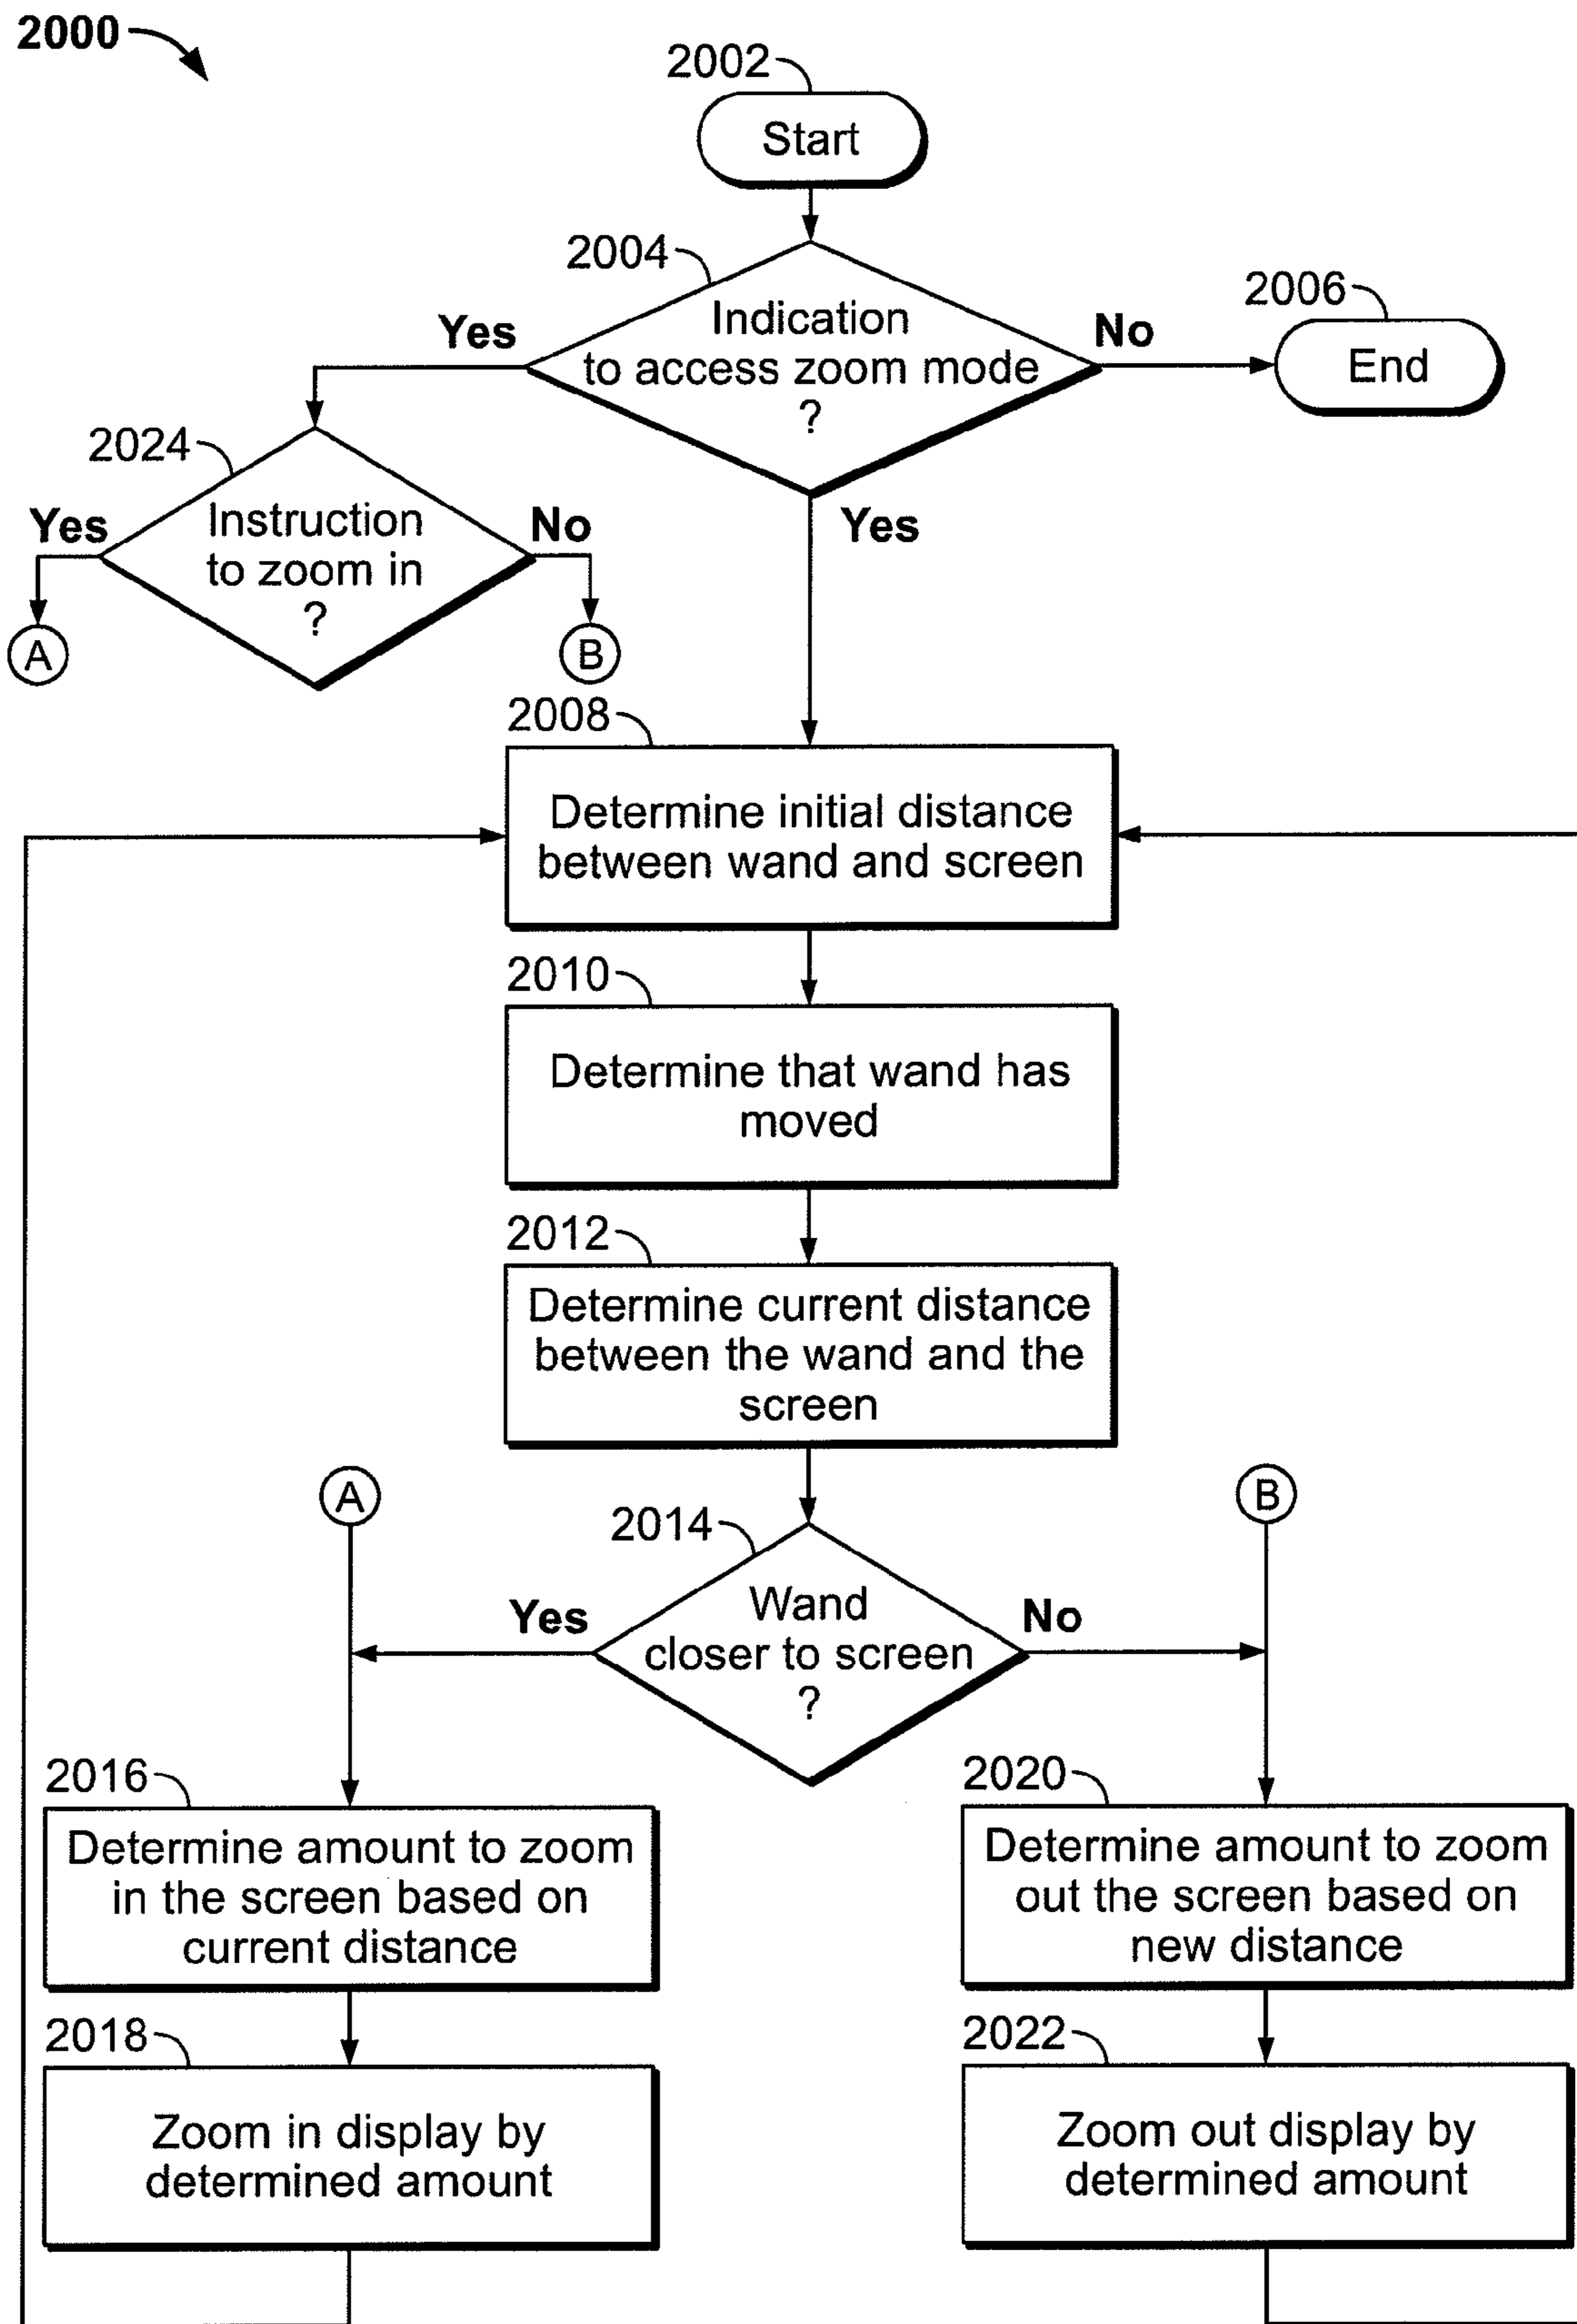 2000
2002
Start
2004
Indication
to access zoom mode
?
Yes
No
2006
End
2024
Instruction
to zoom in
?
Yes
No
Yes
A
B
2008
Determine initial distance
between wand and screen
2010
Determine that wand has
moved
2012
Determine current distance
between the wand and the
screen
A
B
2014
Wand
closer to screen
?
Yes
No
2016
Determine amount to zoom
in the screen based on
current distance
2020
Determine amount to zoom
out the screen based on
new distance
2018
Zoom in display by
determined amount
2022
Zoom out display by
determined amount